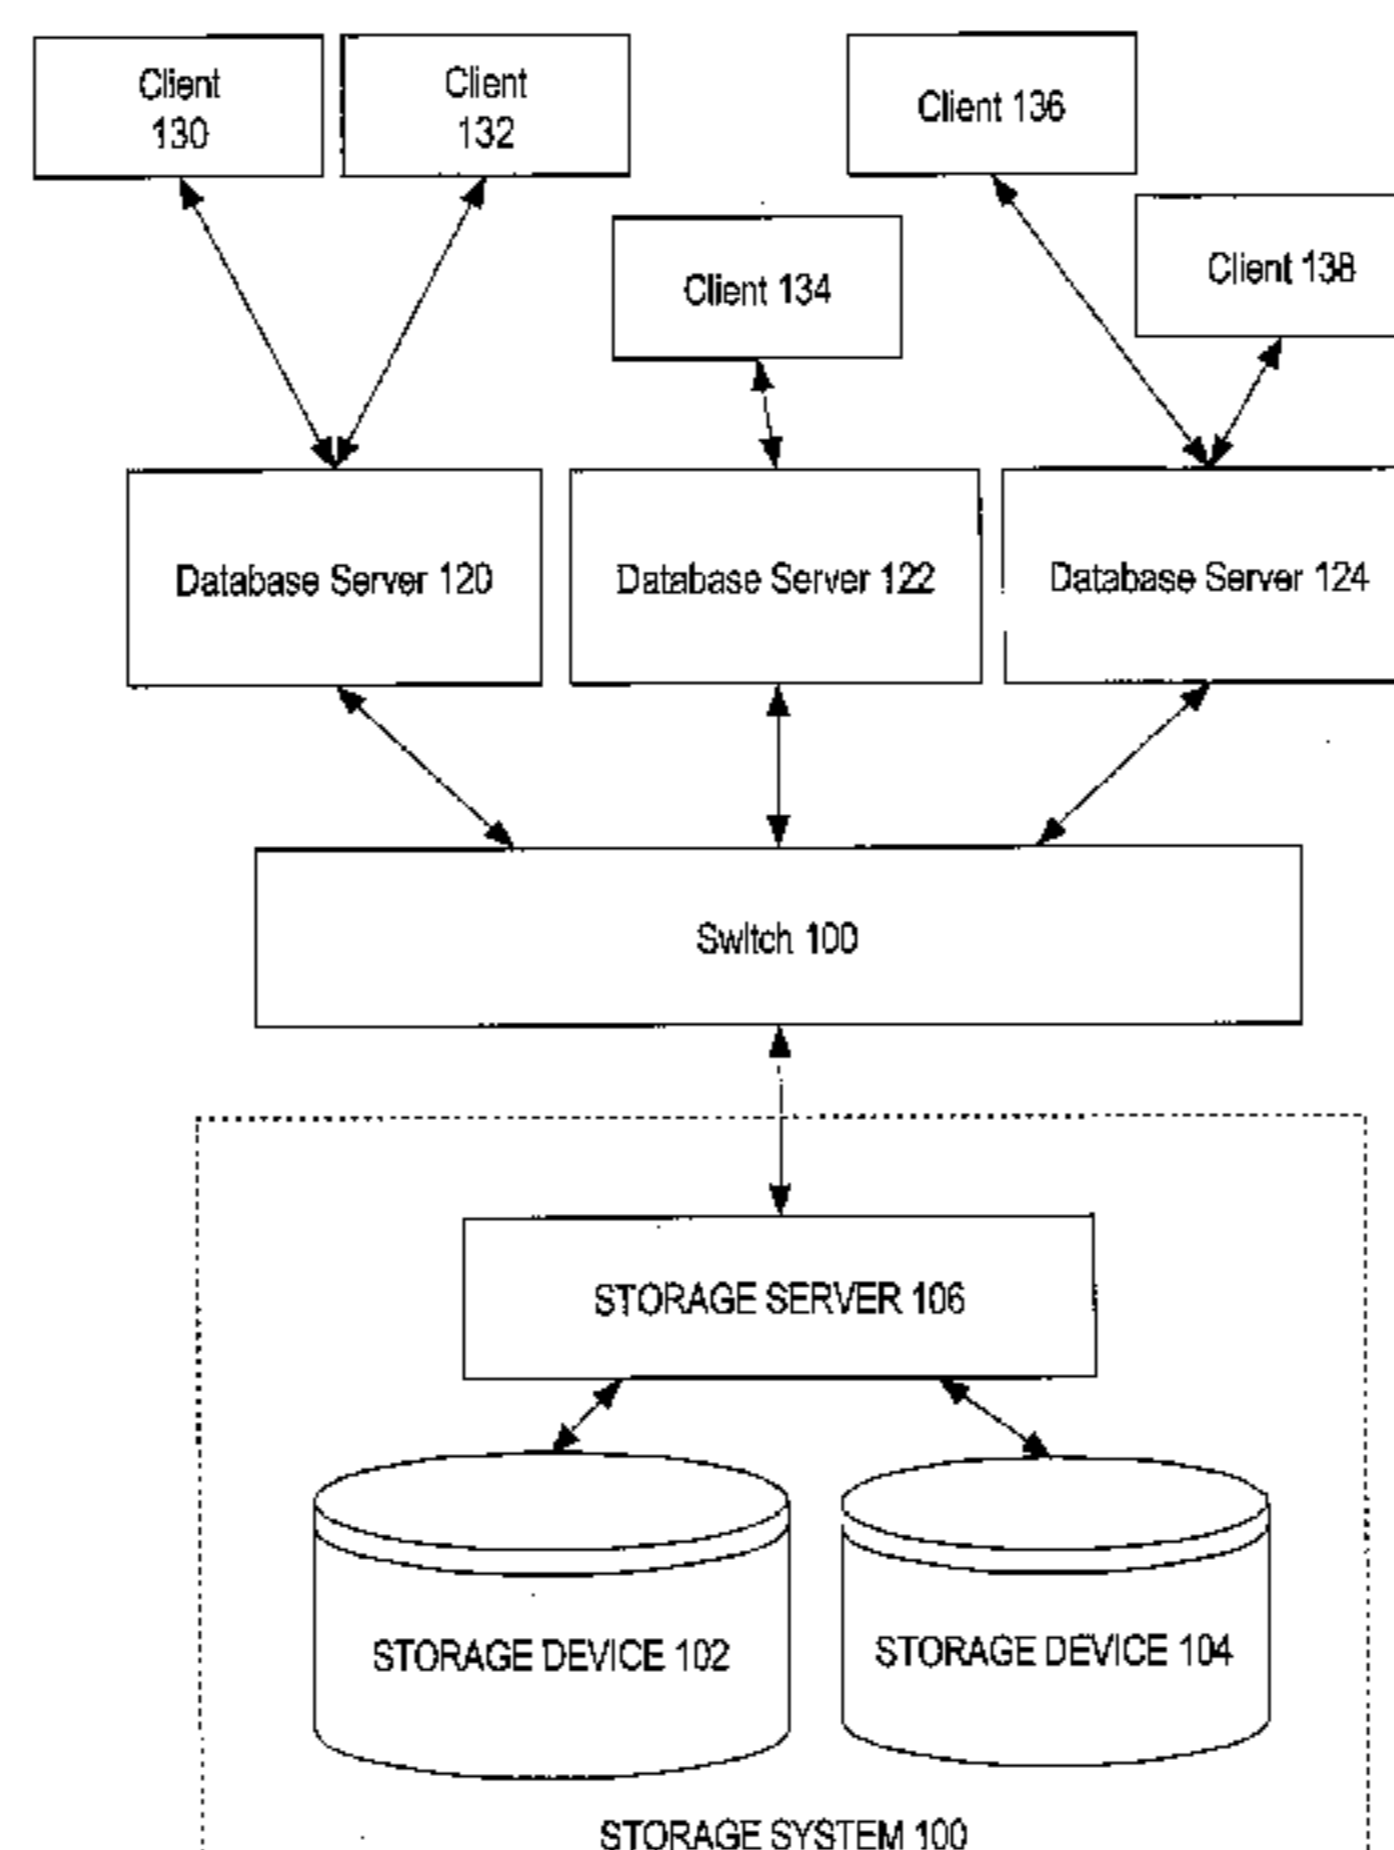 Client
130
Client
132
Client 136
Client 138
Client 134
Database Server 120
Database Server 122
Database Server 124
Switch 100
STORAGE SERVER 106
STORAGE DEVICE 102
STORAGE DEVICE 104
STORAGE SYSTEM 100